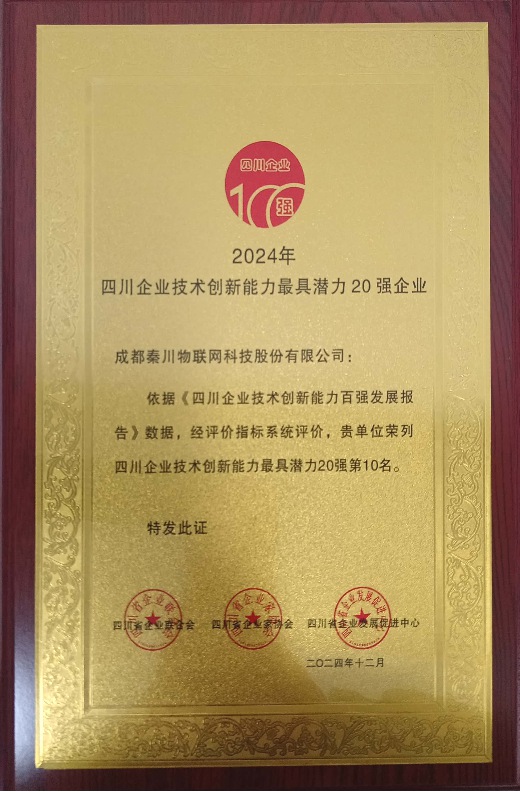 四川企业
100强
2024年
四川企业技术创新能力最具潜力 20 强企业
成都秦川物联网科技股份有限公司：
依据《四川企业技术创新能力百强发展报
告》数据，经评价指标系统评价，贵单位荣列
四川企业技术创新能力最具潜力20强第10名。
特发此证
四川省企业联合会 四川省企业家协会 四川省企业发展促进中心
二〇二四年十二月